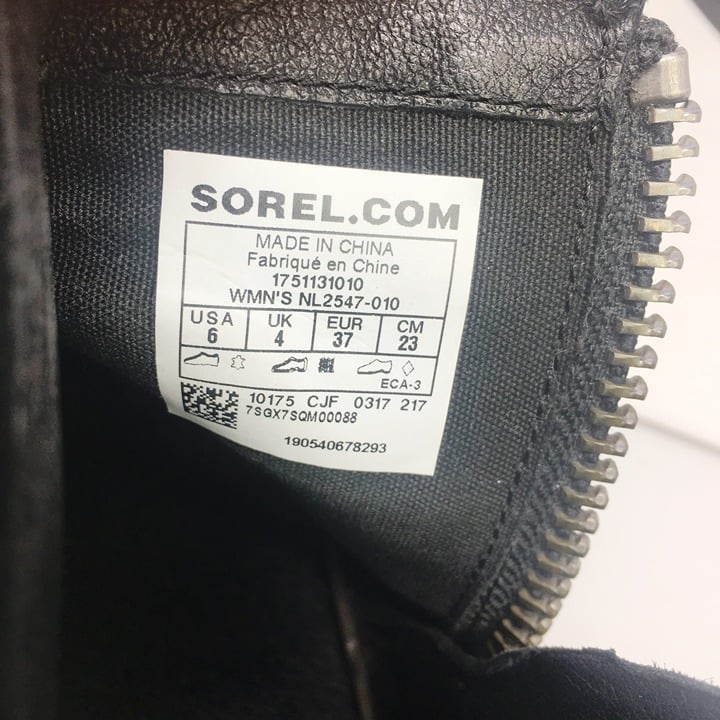 SOREL.COM
MADE IN CHINA
Fabriqué en Chine
1751131010
WMN'S NL2547-010
USA UK EUR CM
6 4 37 23
ECA-3
10175 CJF 0317 217
7SGX7SQM00088
190540678293